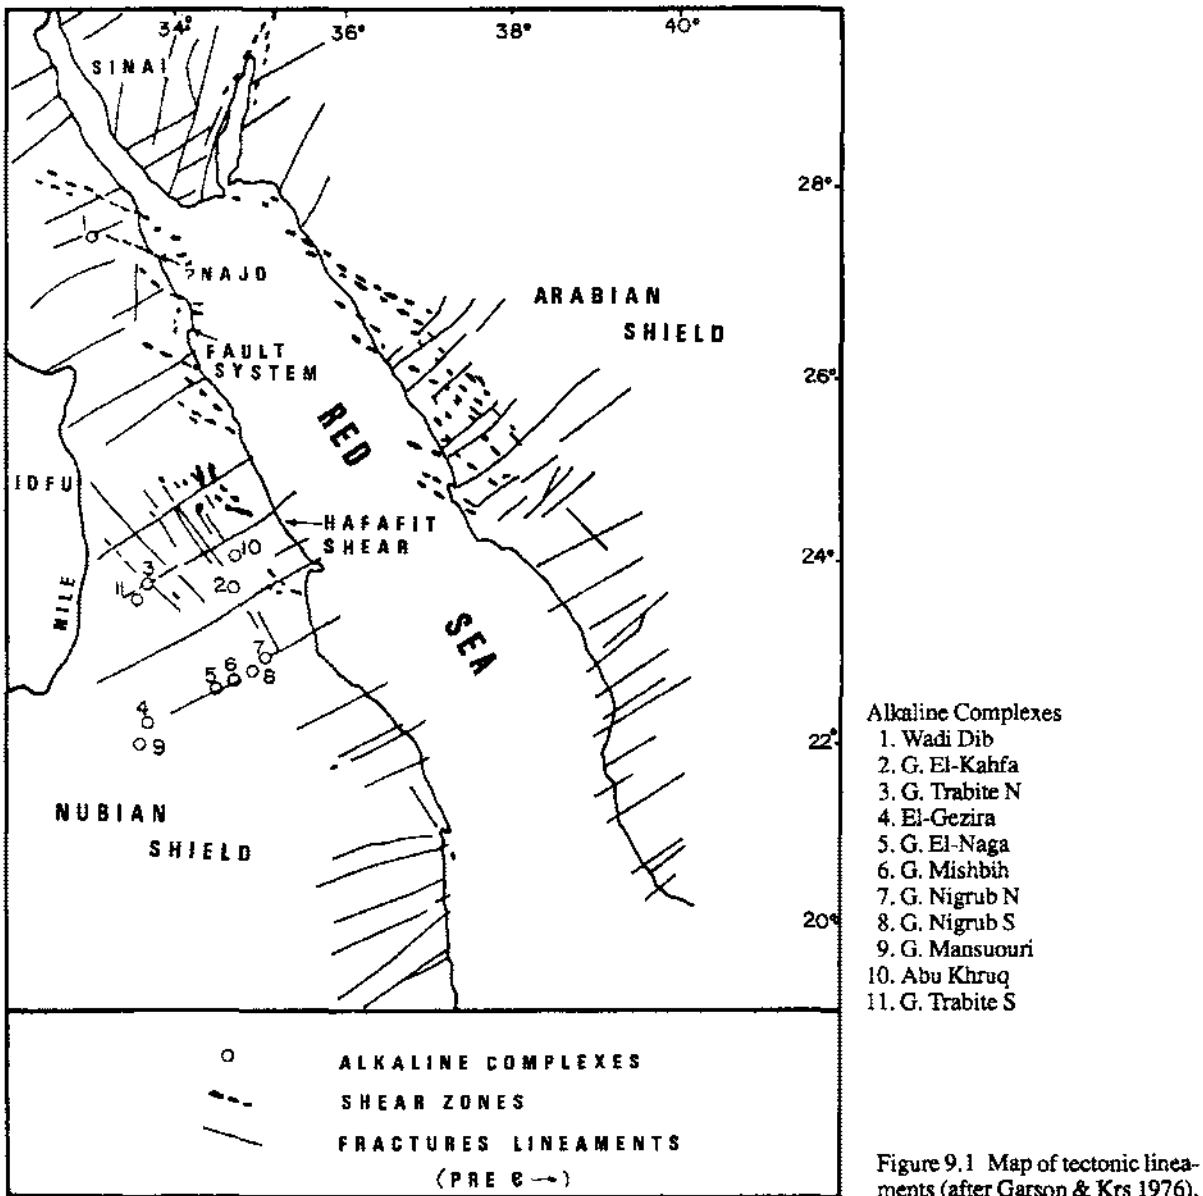 34° 36° 38° 40°
SINAI
28°
1
?NAJD
ARABIAN
SHIELD
FAULT
SYSTEM
26°
RED
IDFU
HAFAFIT
SHEAR
10
24°
3
11
2
NILE
SEA
7
6
5
8
4
9
22°
NUBIAN
SHIELD
20°
ALKALINE COMPLEXES
SHEAR ZONES
FRACTURES LINEAMENTS
(PRE Є→)
Alkaline Complexes
1. Wadi Dib
2. G. El-Kahfa
3. G. Trabite N
4. El-Gezira
5. G. El-Naga
6. G. Mishbih
7. G. Nigrub N
8. G. Nigrub S
9. G. Mansuouri
10. Abu Khruq
11. G. Trabite S
Figure 9.1 Map of tectonic linea-
ments (after Garson & Krs 1976).